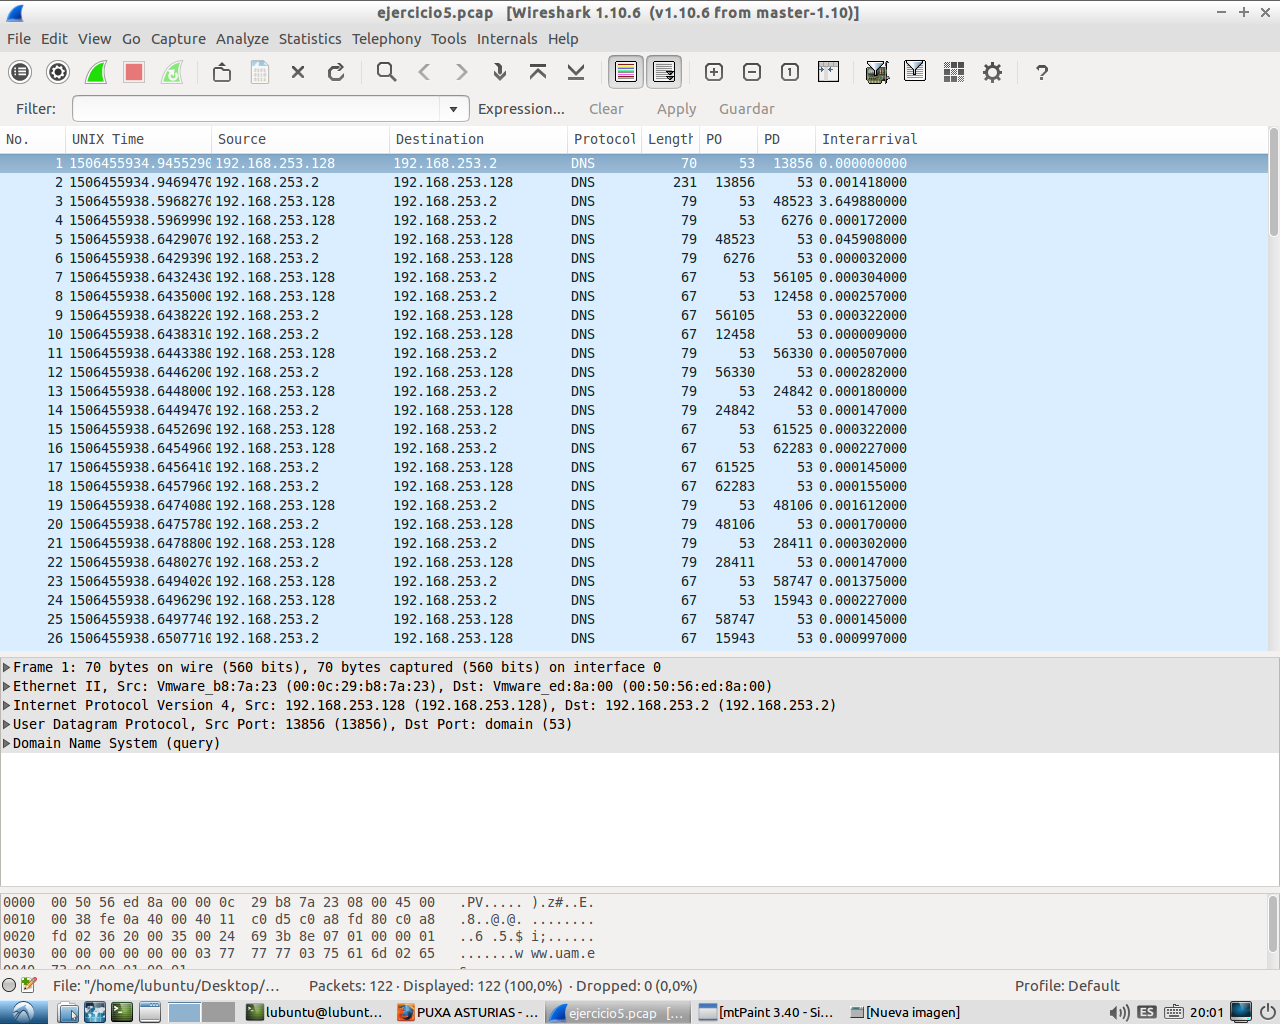 ejercicio5.pcap [Wireshark 1.10.6 (v1.10.6 from master-1.10)]
File Edit View Go Capture Analyze Statistics Telephony Tools Internals Help
Filter: Expression... Clear Apply Guardar
No. UNIX Time Source Destination Protocol Length PO PD Interarrival
1 1506455934.9455290 192.168.253.128 192.168.253.2 DNS 70 53 13856 0.000000000
2 1506455934.9469470 192.168.253.2 192.168.253.128 DNS 231 13856 53 0.001418000
3 1506455938.5968270 192.168.253.128 192.168.253.2 DNS 79 53 48523 3.649880000
4 1506455938.5969990 192.168.253.128 192.168.253.2 DNS 79 53 6276 0.000172000
5 1506455938.6429070 192.168.253.2 192.168.253.128 DNS 79 48523 53 0.045908000
6 1506455938.6429390 192.168.253.2 192.168.253.128 DNS 79 6276 53 0.000032000
7 1506455938.6432430 192.168.253.128 192.168.253.2 DNS 67 53 56105 0.000304000
8 1506455938.6435000 192.168.253.128 192.168.253.2 DNS 67 53 12458 0.000257000
9 1506455938.6438220 192.168.253.2 192.168.253.128 DNS 67 56105 53 0.000322000
10 1506455938.6438310 192.168.253.2 192.168.253.128 DNS 67 12458 53 0.000009000
11 1506455938.6443380 192.168.253.128 192.168.253.2 DNS 79 53 56330 0.000507000
12 1506455938.6446200 192.168.253.2 192.168.253.128 DNS 79 56330 53 0.000282000
13 1506455938.6448000 192.168.253.128 192.168.253.2 DNS 79 53 24842 0.000180000
14 1506455938.6449470 192.168.253.2 192.168.253.128 DNS 79 24842 53 0.000147000
15 1506455938.6452690 192.168.253.128 192.168.253.2 DNS 67 53 61525 0.000322000
16 1506455938.6454960 192.168.253.128 192.168.253.2 DNS 67 53 62283 0.000227000
17 1506455938.6456410 192.168.253.2 192.168.253.128 DNS 67 61525 53 0.000145000
18 1506455938.6457960 192.168.253.2 192.168.253.128 DNS 67 62283 53 0.000155000
19 1506455938.6474080 192.168.253.128 192.168.253.2 DNS 79 53 48106 0.001612000
20 1506455938.6475780 192.168.253.2 192.168.253.128 DNS 79 48106 53 0.000170000
21 1506455938.6478800 192.168.253.128 192.168.253.2 DNS 79 53 28411 0.000302000
22 1506455938.6480270 192.168.253.2 192.168.253.128 DNS 79 28411 53 0.000147000
23 1506455938.6494020 192.168.253.128 192.168.253.2 DNS 67 53 58747 0.001375000
24 1506455938.6496290 192.168.253.128 192.168.253.2 DNS 67 53 15943 0.000227000
25 1506455938.6497740 192.168.253.2 192.168.253.128 DNS 67 58747 53 0.000145000
26 1506455938.6507710 192.168.253.2 192.168.253.128 DNS 67 15943 53 0.000997000
Frame 1: 70 bytes on wire (560 bits), 70 bytes captured (560 bits) on interface 0
Ethernet II, Src: Vmware_b8:7a:23 (00:0c:29:b8:7a:23), Dst: Vmware_ed:8a:00 (00:50:56:ed:8a:00)
Internet Protocol Version 4, Src: 192.168.253.128 (192.168.253.128), Dst: 192.168.253.2 (192.168.253.2)
User Datagram Protocol, Src Port: 13856 (13856), Dst Port: domain (53)
Domain Name System (query)
0000 00 50 56 ed 8a 00 00 0c 29 b8 7a 23 08 00 45 00 .PV..... ).z#..E.
0010 00 38 fe 0a 40 00 40 11 c0 d5 c0 a8 fd 80 c0 a8 .8..@.@. ........
0020 fd 02 36 20 00 35 00 24 69 3b 8e 07 01 00 00 01 ..6 .5.$ i;......
0030 00 00 00 00 00 00 03 77 77 77 03 75 61 6d 02 65 .......w ww.uam.e
0040 73 00 00 01 00 01 s.....
File: "/home/lubuntu/Desktop/... Packets: 122 · Displayed: 122 (100,0%) · Dropped: 0 (0,0%) Profile: Default
lubuntu@lubunt... PUXA ASTURIAS - ... ejercicio5.pcap [... [mtPaint 3.40 - Si... [Nueva imagen] ES 20:01